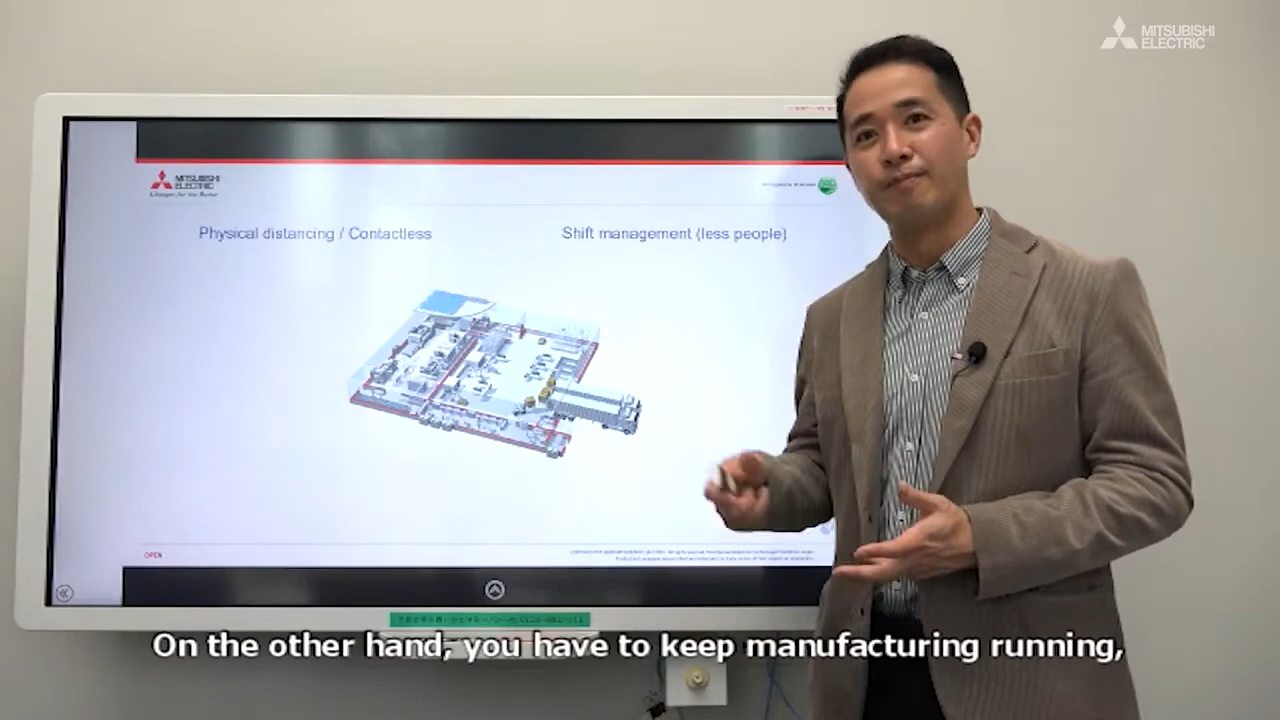 MITSUBISHI
ELECTRIC
MITSUBISHI
ELECTRIC
Changes for the Better
Physical distancing / Contactless
Shift management (less people)
OPEN
On the other hand, you have to keep manufacturing running,